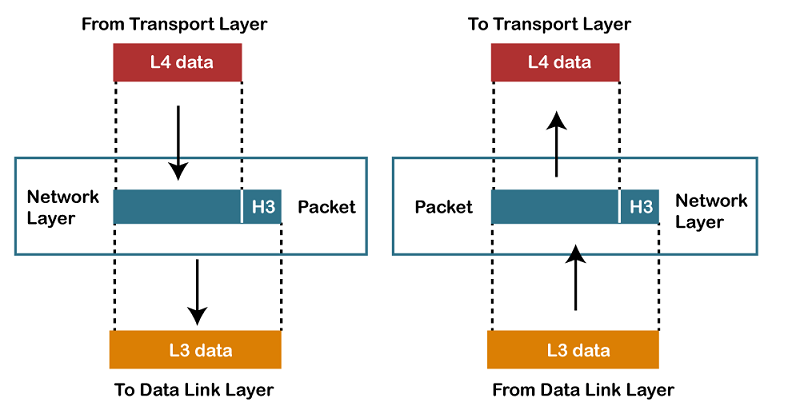 From Transport Layer
L4 data
Network
Layer
H3
Packet
L3 data
To Data Link Layer
To Transport Layer
L4 data
Packet
H3
Network
Layer
L3 data
From Data Link Layer